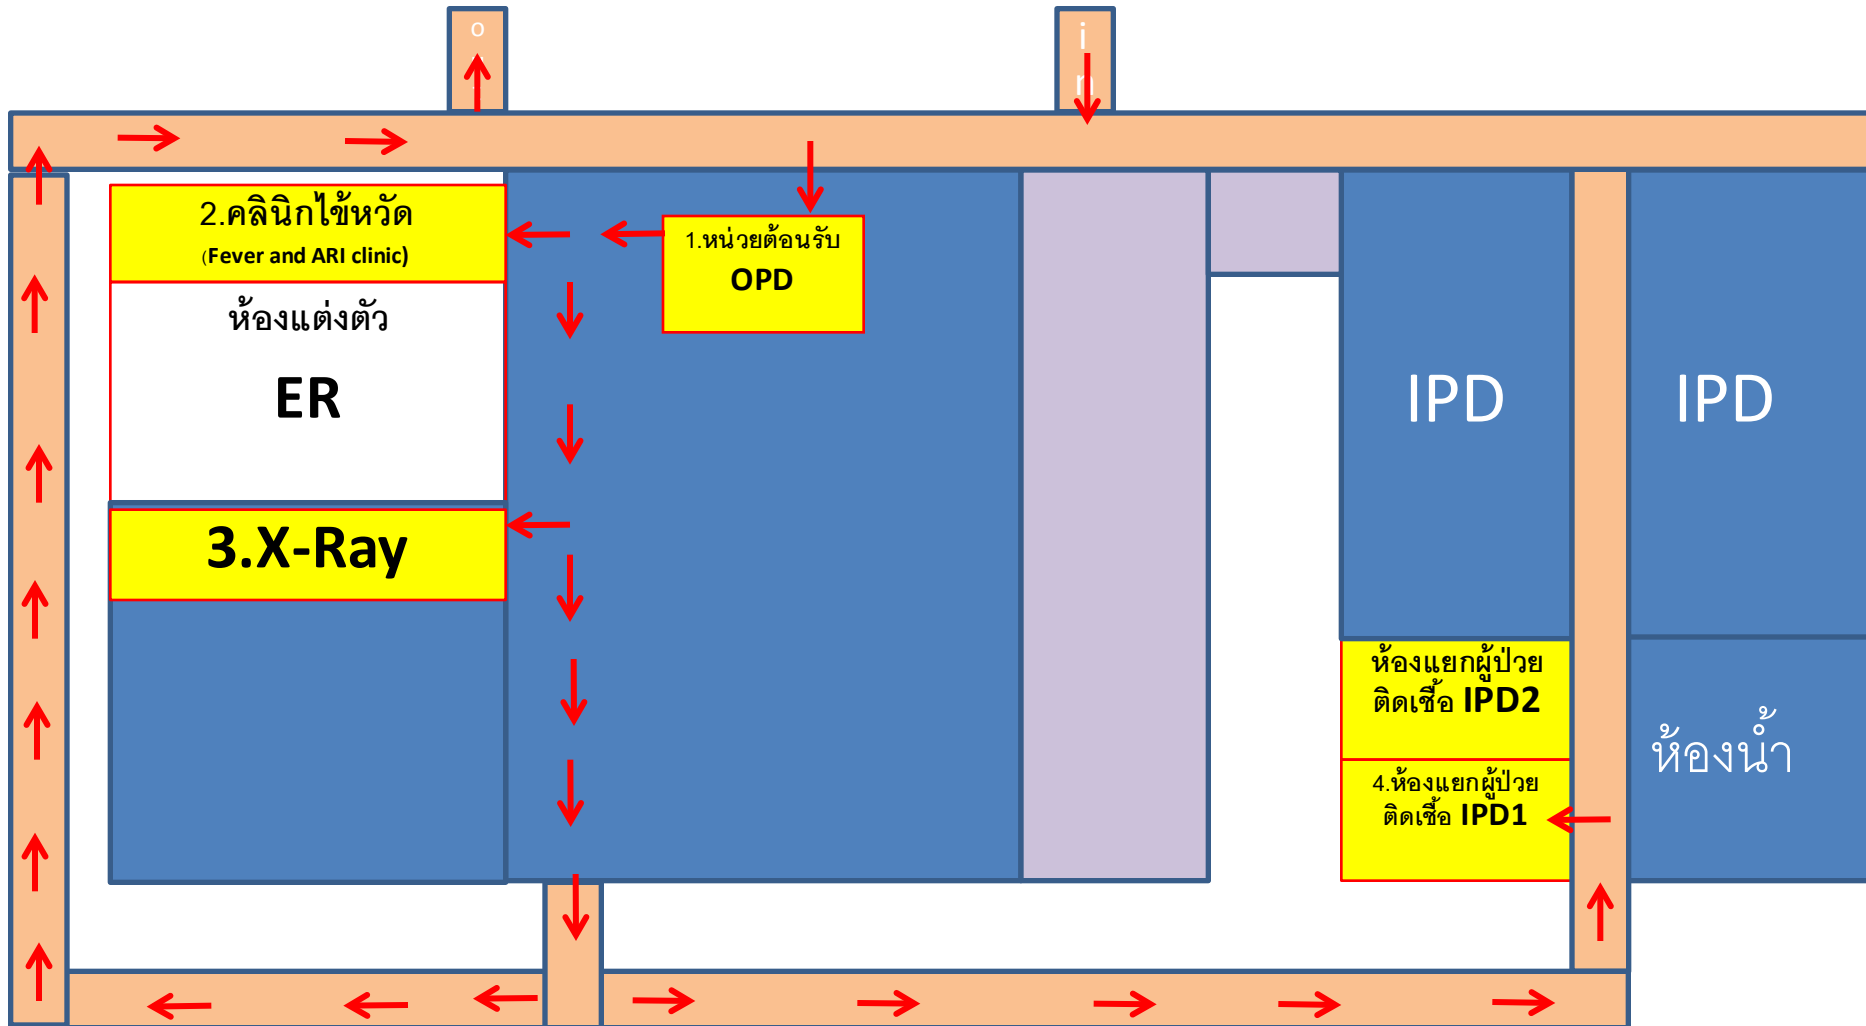 in
2.คลินิกไข้หวัด
(Fever and ARI clinic)
1.หน่วยต้อนรับ
OPD
ห้องแต่งตัว
ER
IPD
IPD
3.X-Ray
ห้องแยกผู้ป่วย
ติดเชื้อ IPD2
ห้องน้ำ
4.ห้องแยกผู้ป่วย
ติดเชื้อ IPD1